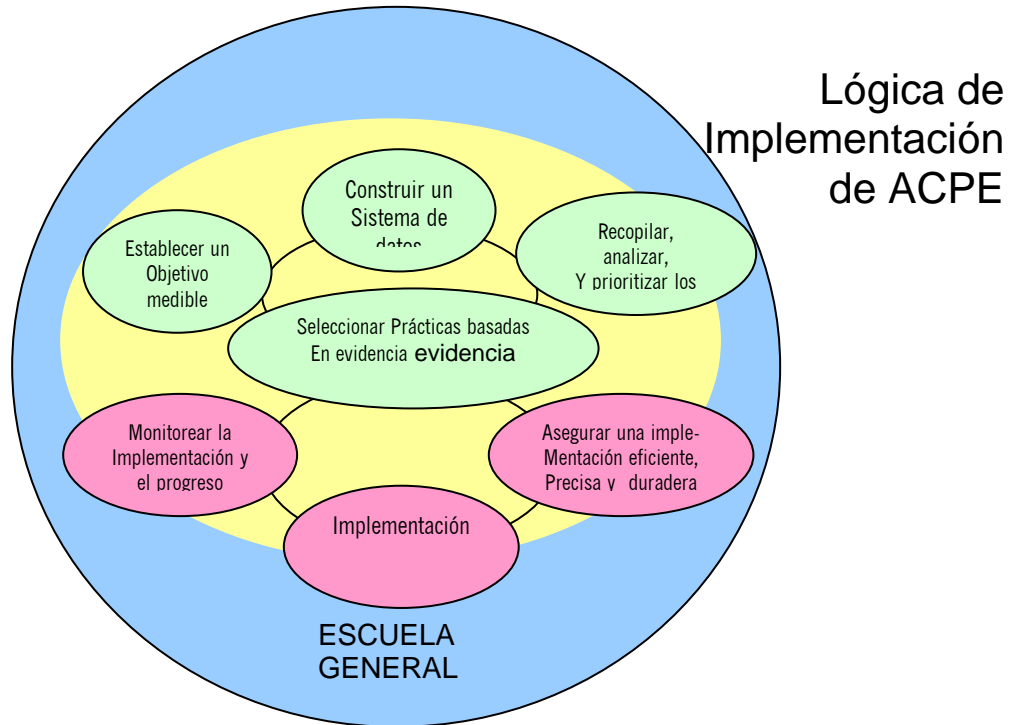 Lógica de
Implementación
de ACPE
Construir un
Sistema de
datos
Establecer un
Objetivo
medible
Recopilar,
analizar,
Y prioritizar los
Seleccionar Prácticas basadas
En evidencia evidencia
Monitorear la
Implementación y
el progreso
Asegurar una imple-
Mentación eficiente,
Precisa y duradera
Implementación
ESCUELA
GENERAL